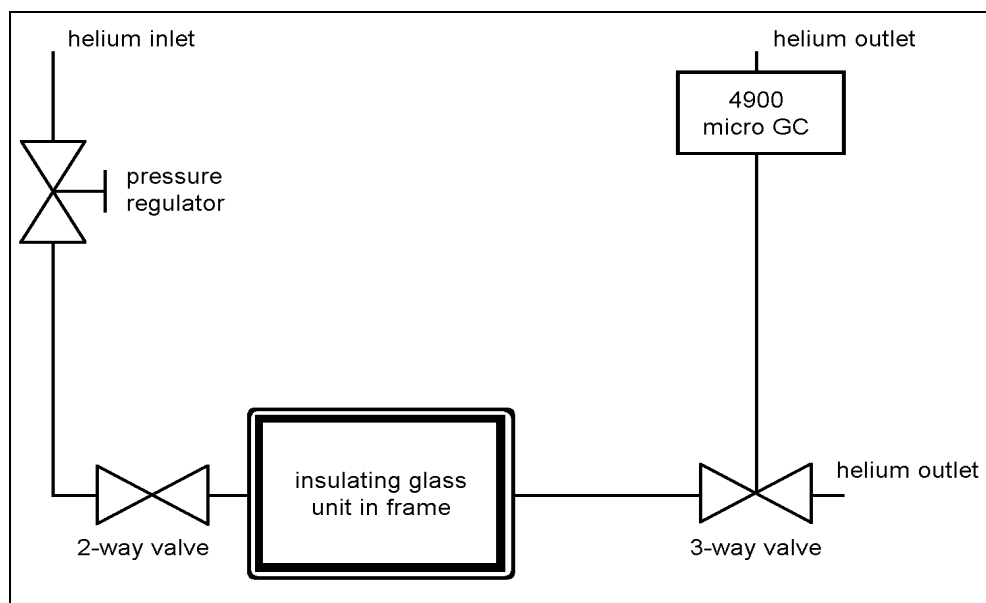 helium inlet
helium outlet
4900
micro GC
pressure
regulator
insulating glass
unit in frame
helium outlet
2-way valve
3-way valve